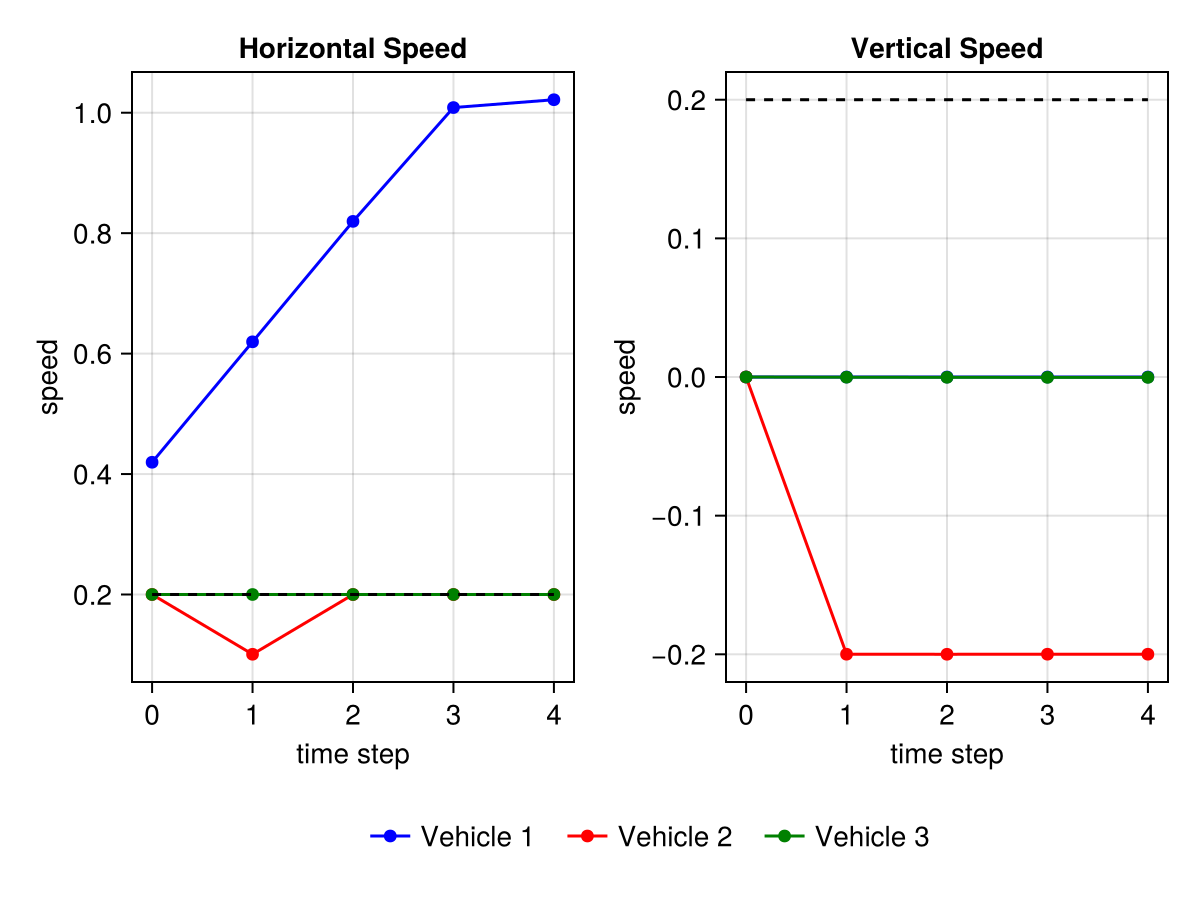 Horizontal Speed
1.0
0.8
0.6
0.4
0.2
speed
0 1 2 3 4
time step
Vertical Speed
0.2
0.1
0.0
−0.1
−0.2
speed
0 1 2 3 4
time step
Vehicle 1 Vehicle 2 Vehicle 3